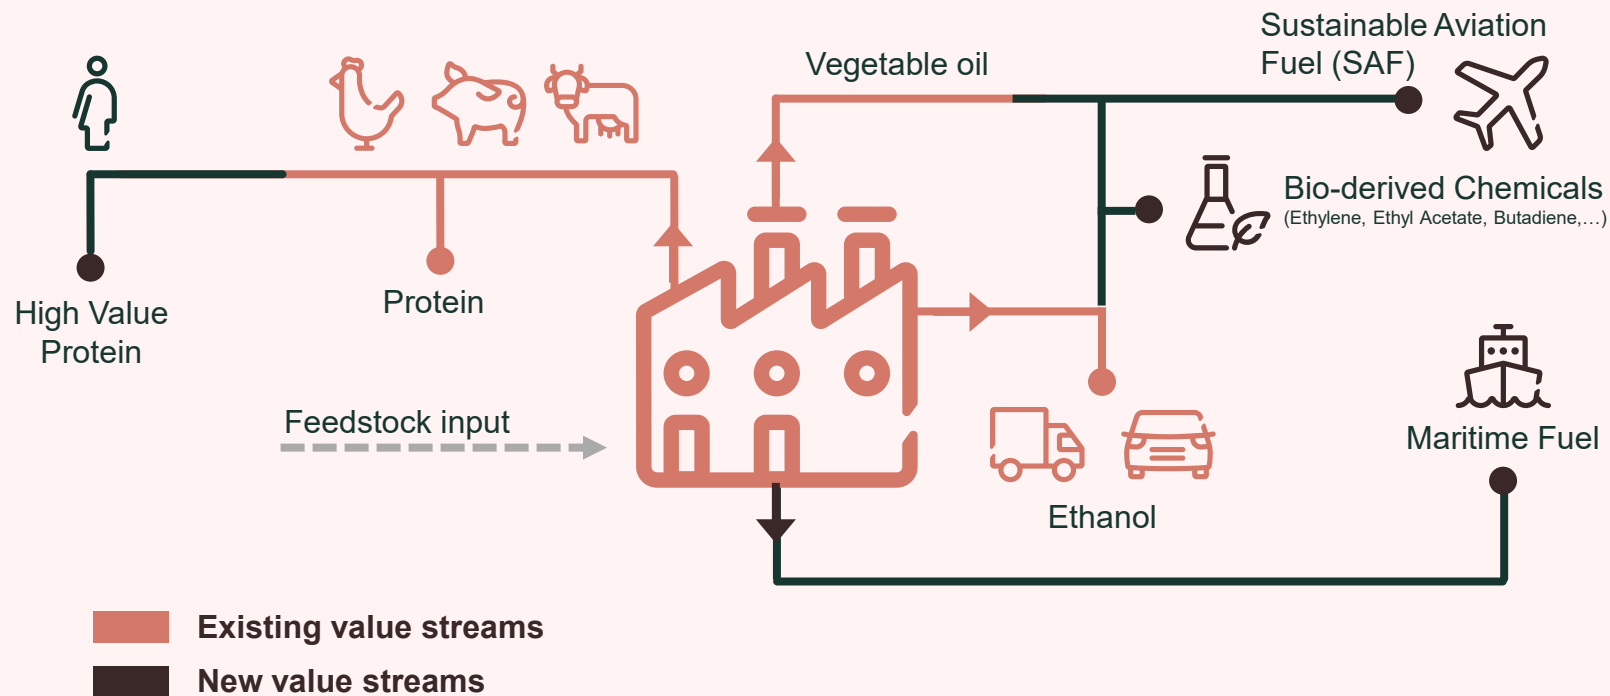 Sustainable Aviation
Fuel (SAF)
Vegetable oil
Bio-derived Chemicals
(Ethylene, Ethyl Acetate, Butadiene,...)
High Value
Protein
Protein
Feedstock input
Maritime Fuel
Ethanol
Existing value streams
New value streams